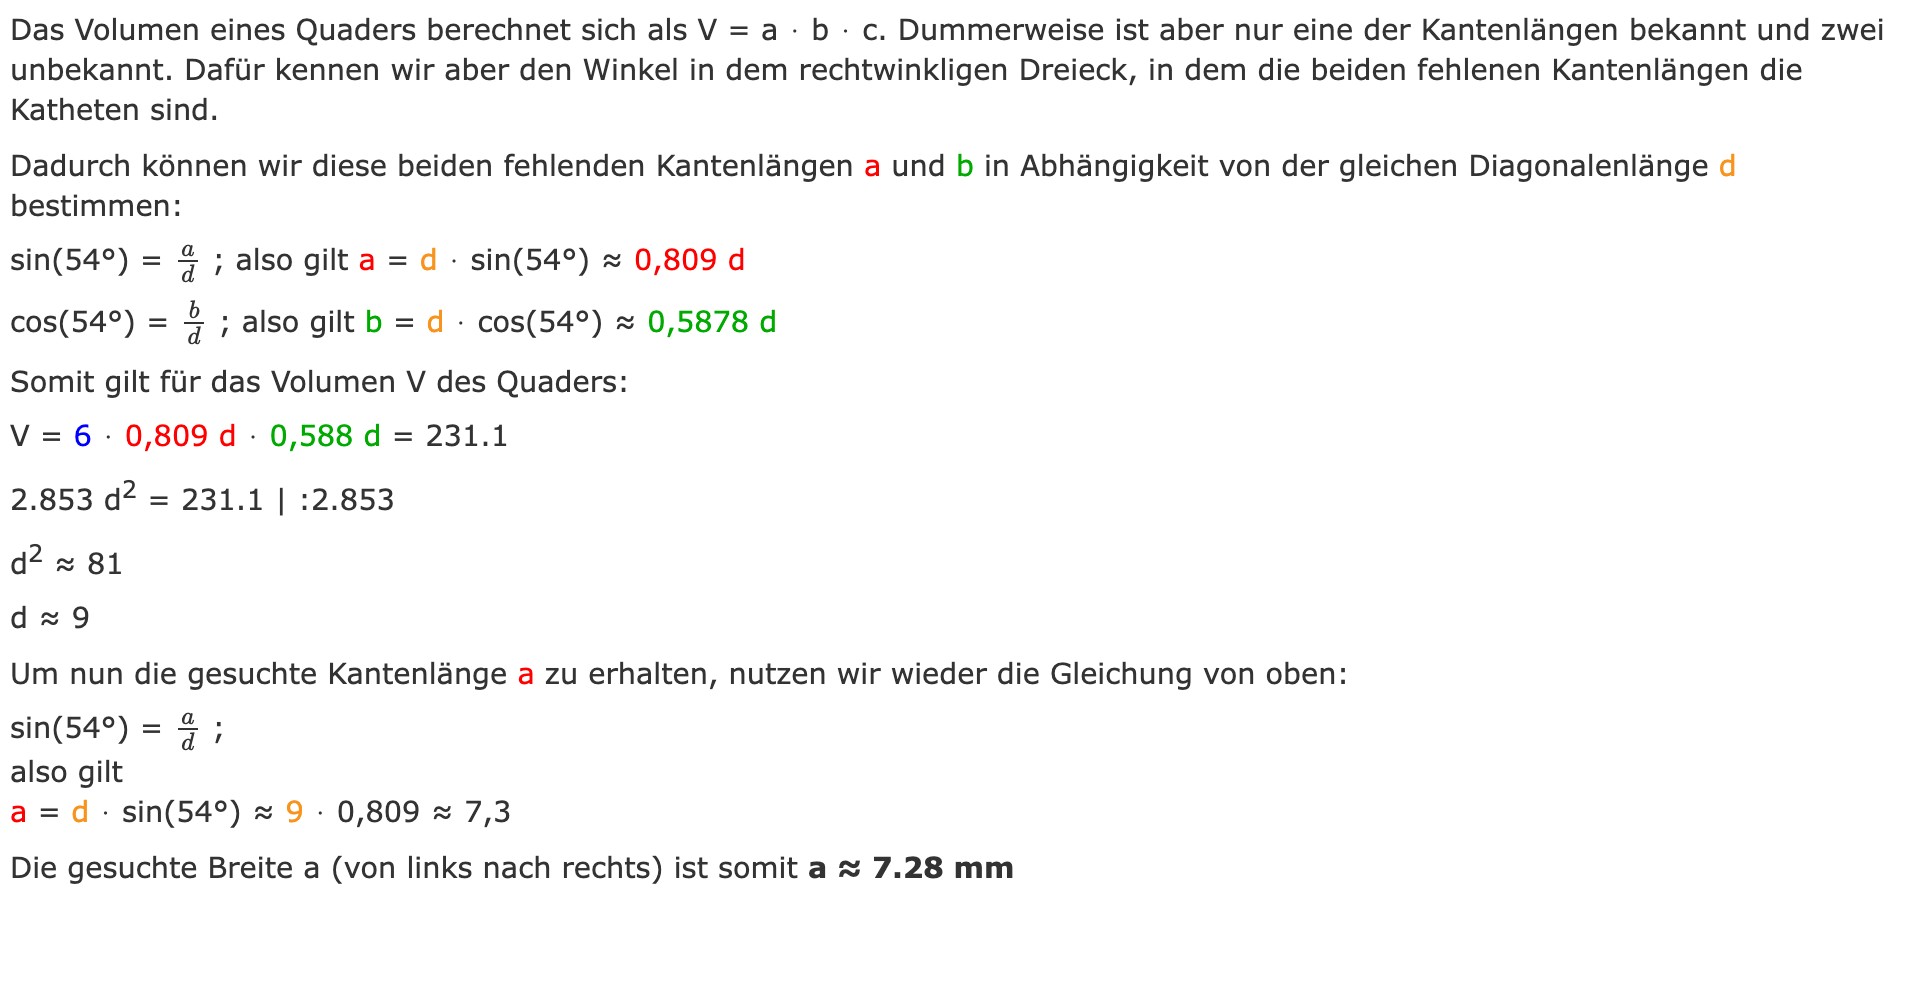 Das Volumen eines Quaders berechnet sich als V = a · b · c. Dummerweise ist aber nur eine der Kantenlängen bekannt und zwei
unbekannt. Dafür kennen wir aber den Winkel in dem rechtwinkligen Dreieck, in dem die beiden fehlenen Kantenlängen die
Katheten sind.
Dadurch können wir diese beiden fehlenden Kantenlängen a und b in Abhängigkeit von der gleichen Diagonalenlänge d
bestimmen:
sin(54°) = a/d ; also gilt a = d · sin(54°) ≈ 0,809 d
cos(54°) = b/d ; also gilt b = d · cos(54°) ≈ 0,5878 d
Somit gilt für das Volumen V des Quaders:
V = 6 · 0,809 d · 0,588 d = 231.1
2.853 d² = 231.1 | :2.853
d² ≈ 81
d ≈ 9
Um nun die gesuchte Kantenlänge a zu erhalten, nutzen wir wieder die Gleichung von oben:
sin(54°) = a/d ;
also gilt
a = d · sin(54°) ≈ 9 · 0,809 ≈ 7,3
Die gesuchte Breite a (von links nach rechts) ist somit a ≈ 7.28 mm